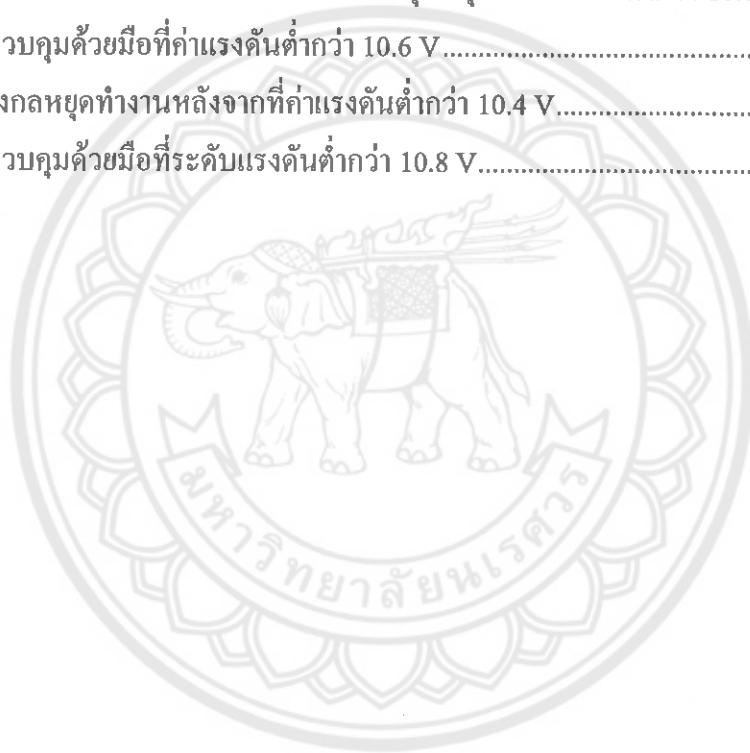 วบคุมด้วยมือที่ค่าแรงดันต่ำกว่า 10.6 V........................................
งกลหยุดทำงานหลังจากที่ค่าแรงดันต่ำกว่า 10.4 V...........................
วบคุมด้วยมือที่ระดับแรงดันต่ำกว่า 10.8 V...................................
มหาวิทยาลัยนเรศวร